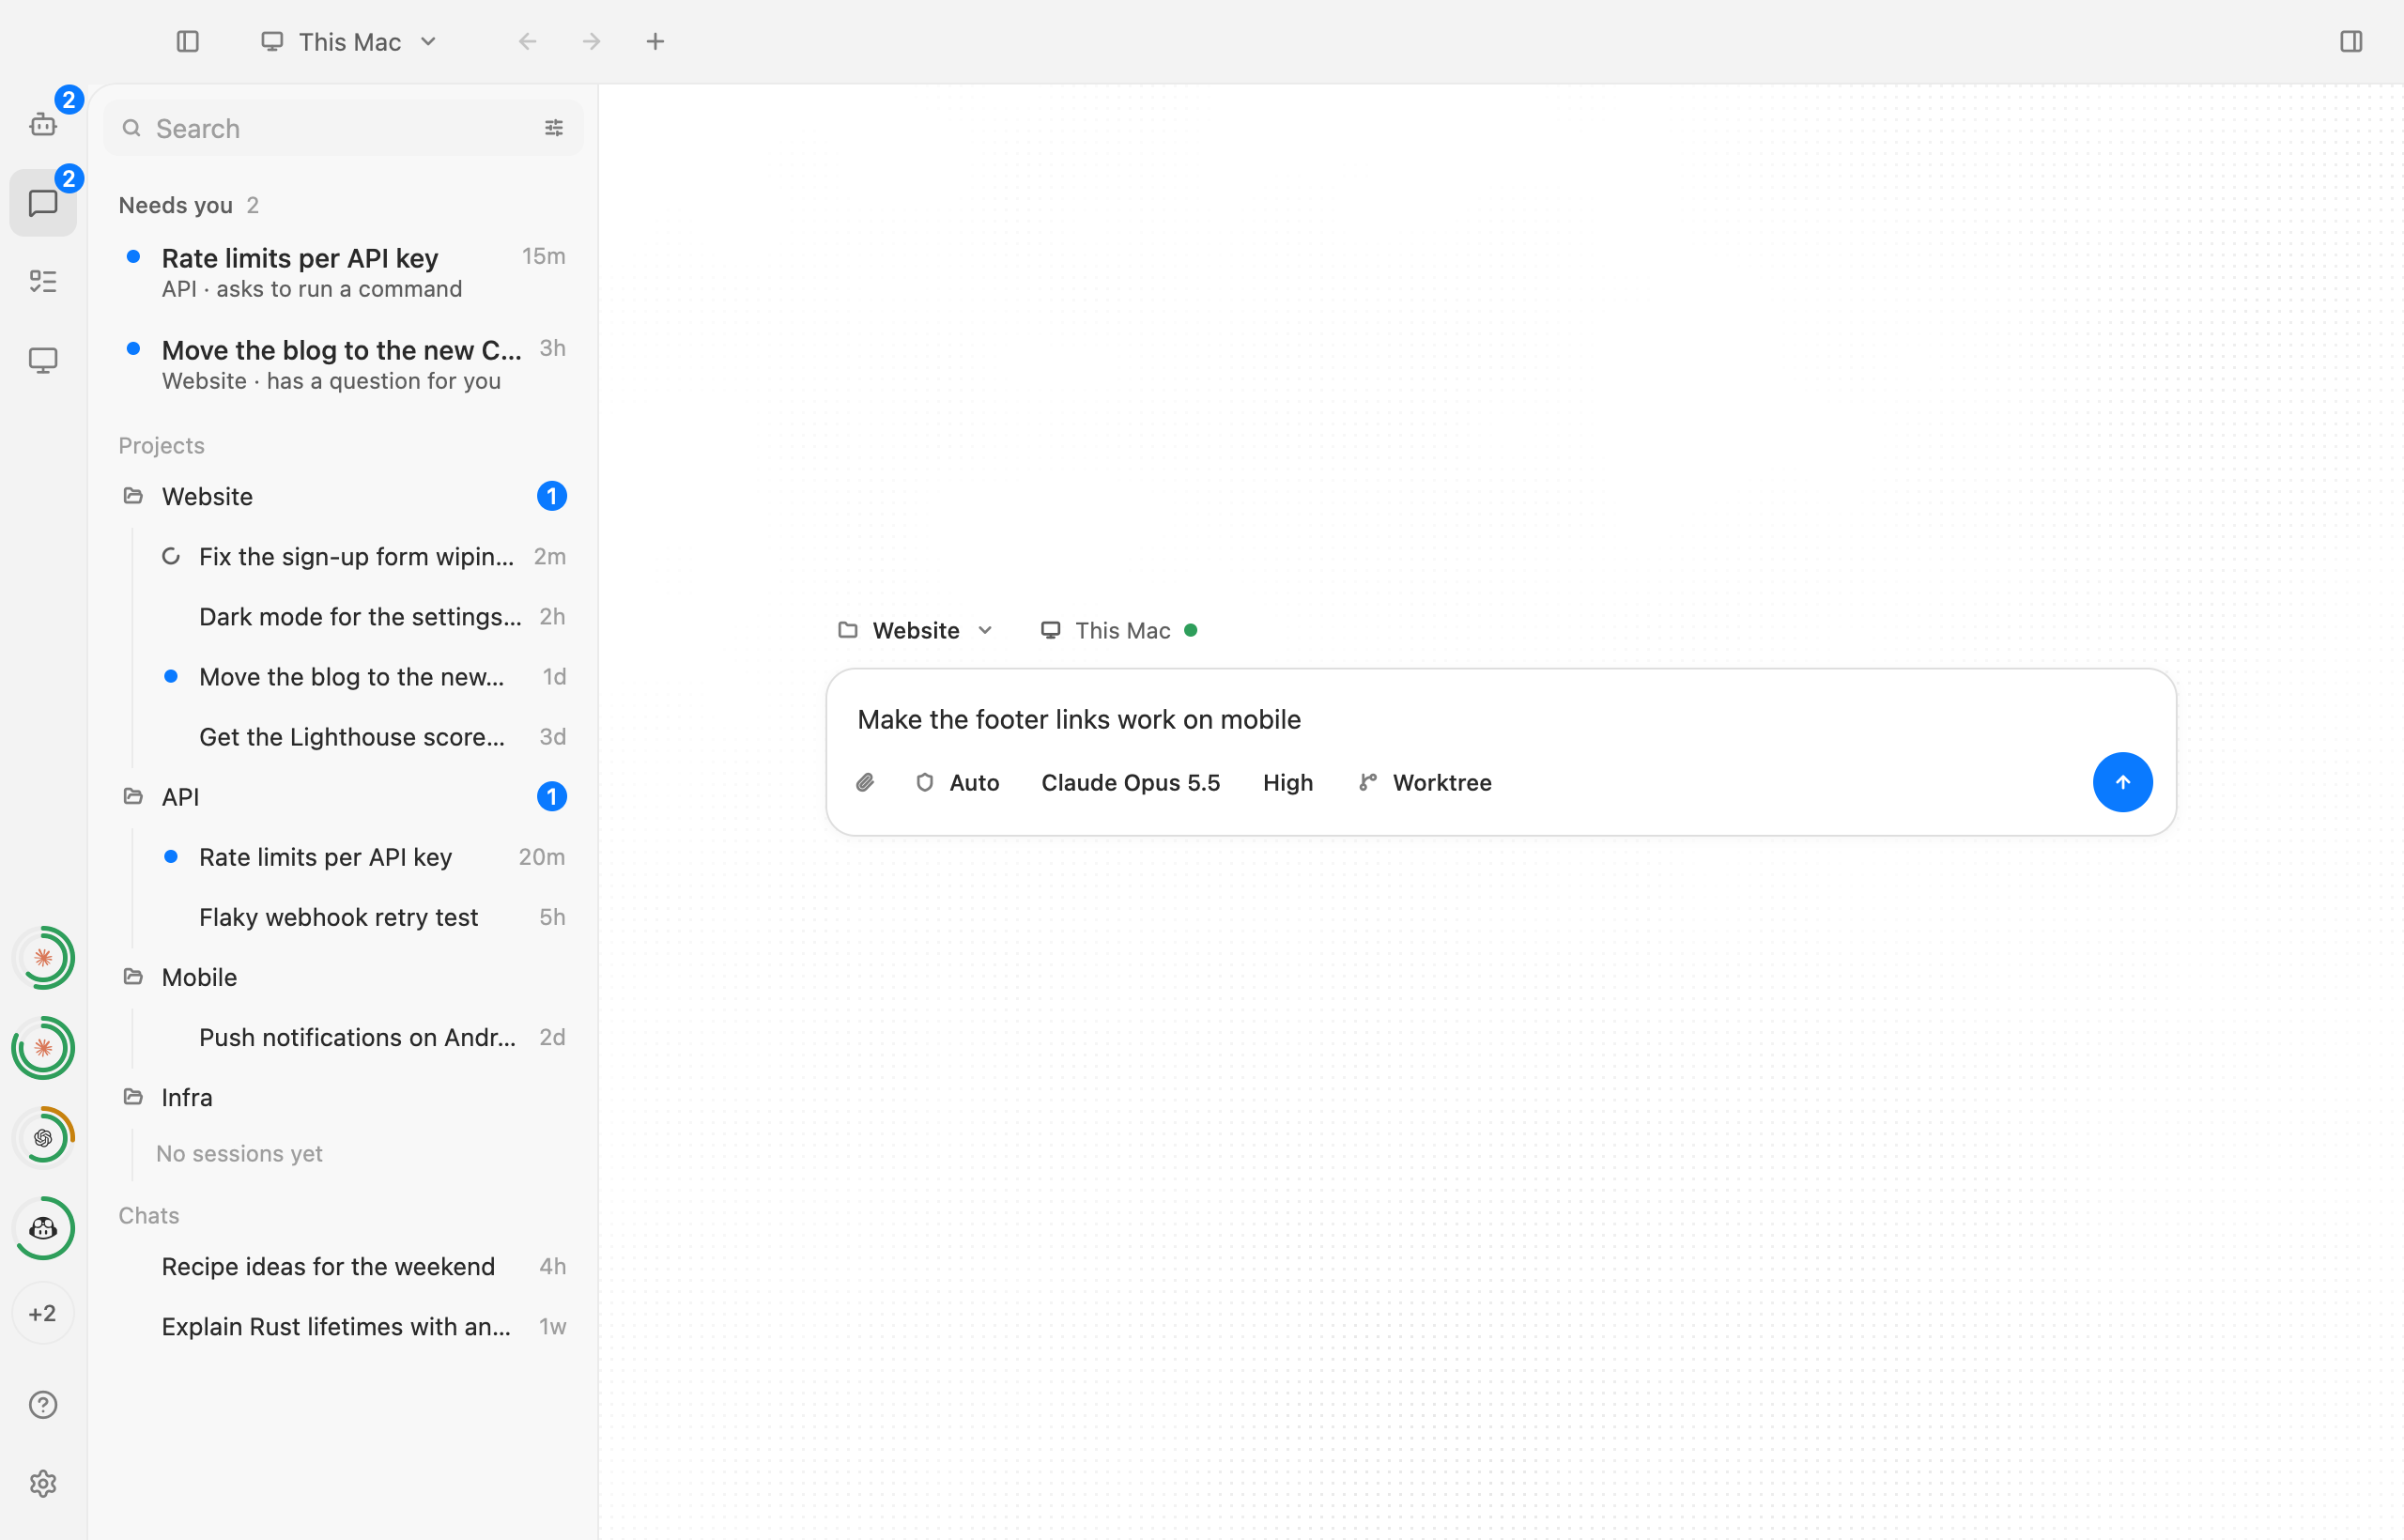 This Mac
2
2
Search
Needs you 2
Rate limits per API key 15m
API · asks to run a command
Move the blog to the new C... 3h
Website · has a question for you
Projects
Website 1
Fix the sign-up form wipin... 2m
Dark mode for the settings... 2h
Move the blog to the new... 1d
Get the Lighthouse score... 3d
API 1
Rate limits per API key 20m
Flaky webhook retry test 5h
Mobile
Push notifications on Andr... 2d
Infra
No sessions yet
Chats
Recipe ideas for the weekend 4h
Explain Rust lifetimes with an... 1w
+2
Website This Mac
Make the footer links work on mobile
Auto Claude Opus 5.5 High Worktree